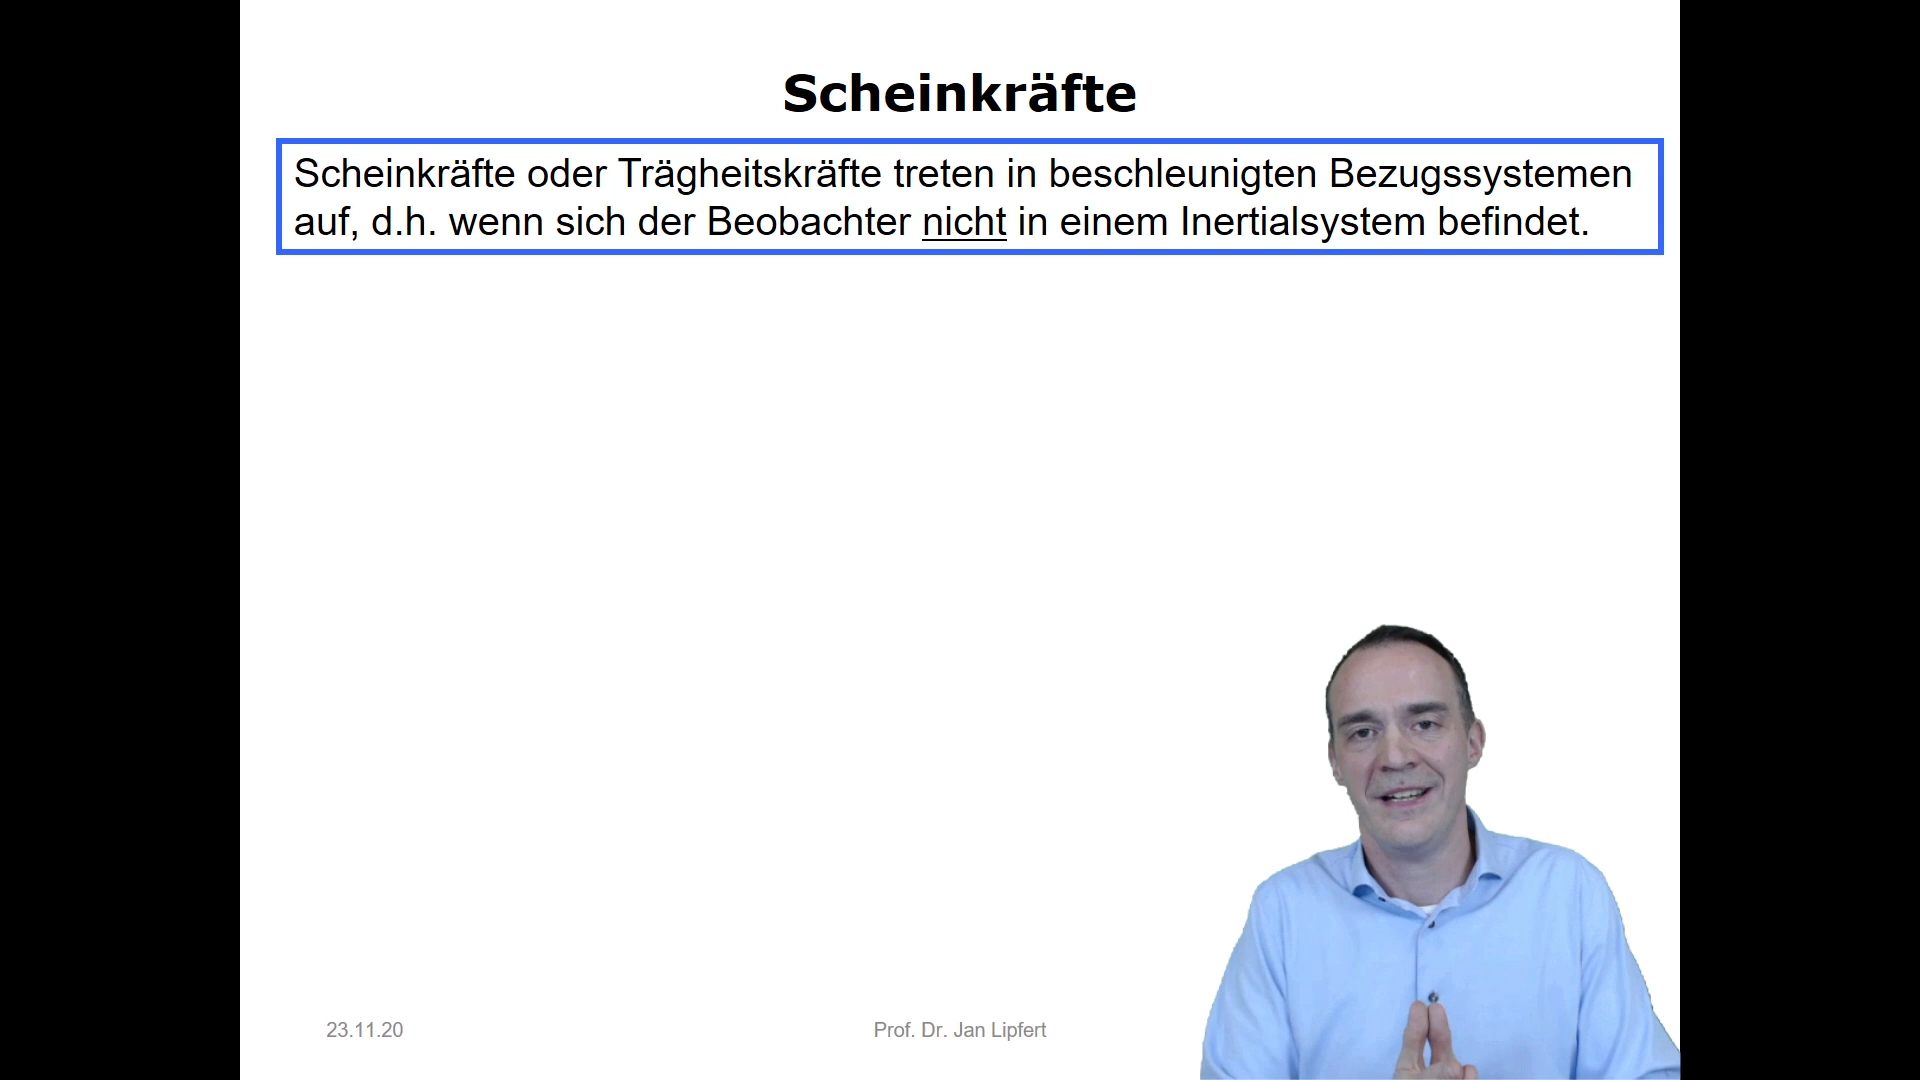 Scheinkräfte
Scheinkräfte oder Trägheitskräfte treten in beschleunigten Bezugssystemen
auf, d.h. wenn sich der Beobachter nicht in einem Inertialsystem befindet.
23.11.20
Prof. Dr. Jan Lipfert